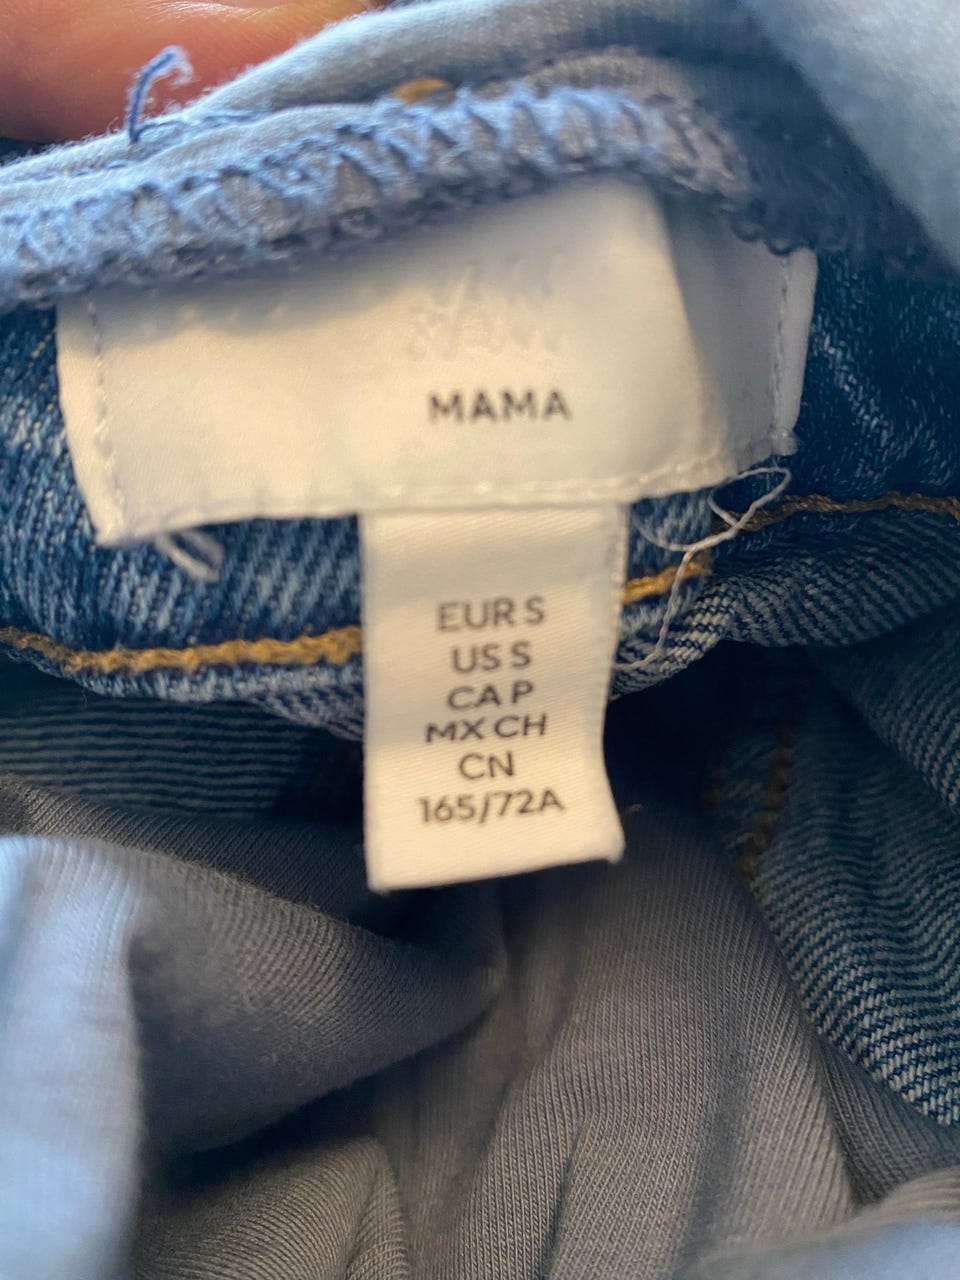 MAMA
EUR S
US S
CA P
MX CH
CN
165/72A